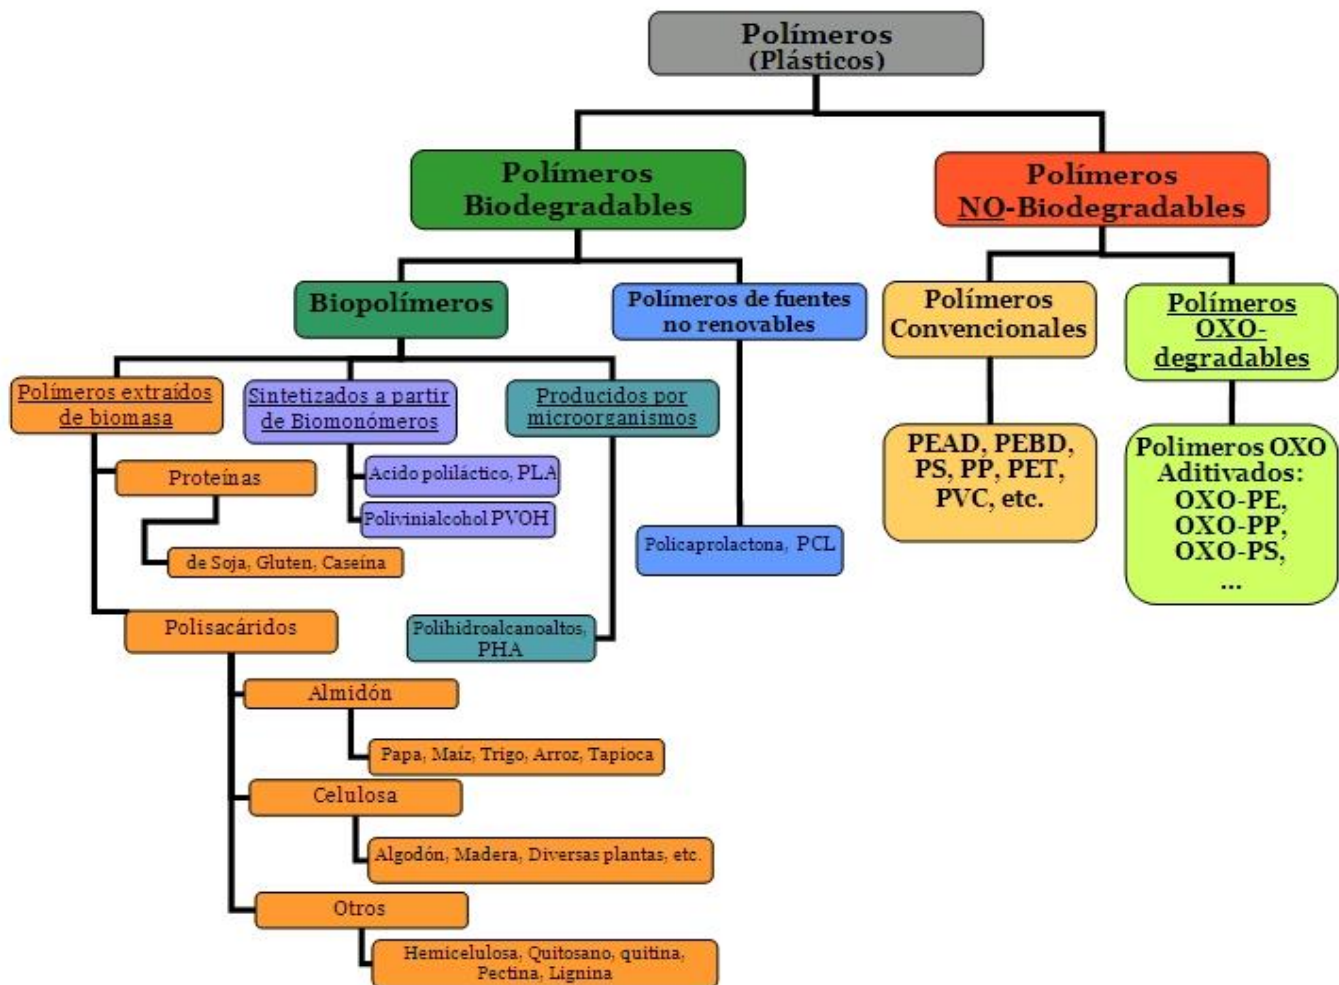 Polímeros
(Plásticos)
Polímeros
Biodegradables
Polímeros
NO-Biodegradables
Biopolímeros
Polímeros de fuentes
no renovables
Polímeros
Convencionales
Polímeros
OXO-
degradables
Polímeros extraídos
de biomasa
Sintetizados a partir
de Biomonómeros
Producidos por
microorganismos
Proteínas
de Soja, Gluten, Caseína
Acido poliláctico, PLA
Polivinialcohol PVOH
Policaprolactona, PCL
PEAD, PEBD,
PS, PP, PET,
PVC, etc.
Polimeros OXO
Aditivados:
OXO-PE,
OXO-PP,
OXO-PS,
...
Polisacáridos
Polihidroalcanoaltos,
PHA
Almidón
Papa, Maíz, Trigo, Arroz, Tapioca
Celulosa
Algodón, Madera, Diversas plantas, etc.
Otros
Hemicelulosa, Quitosano, quitina,
Pectina, Lignina